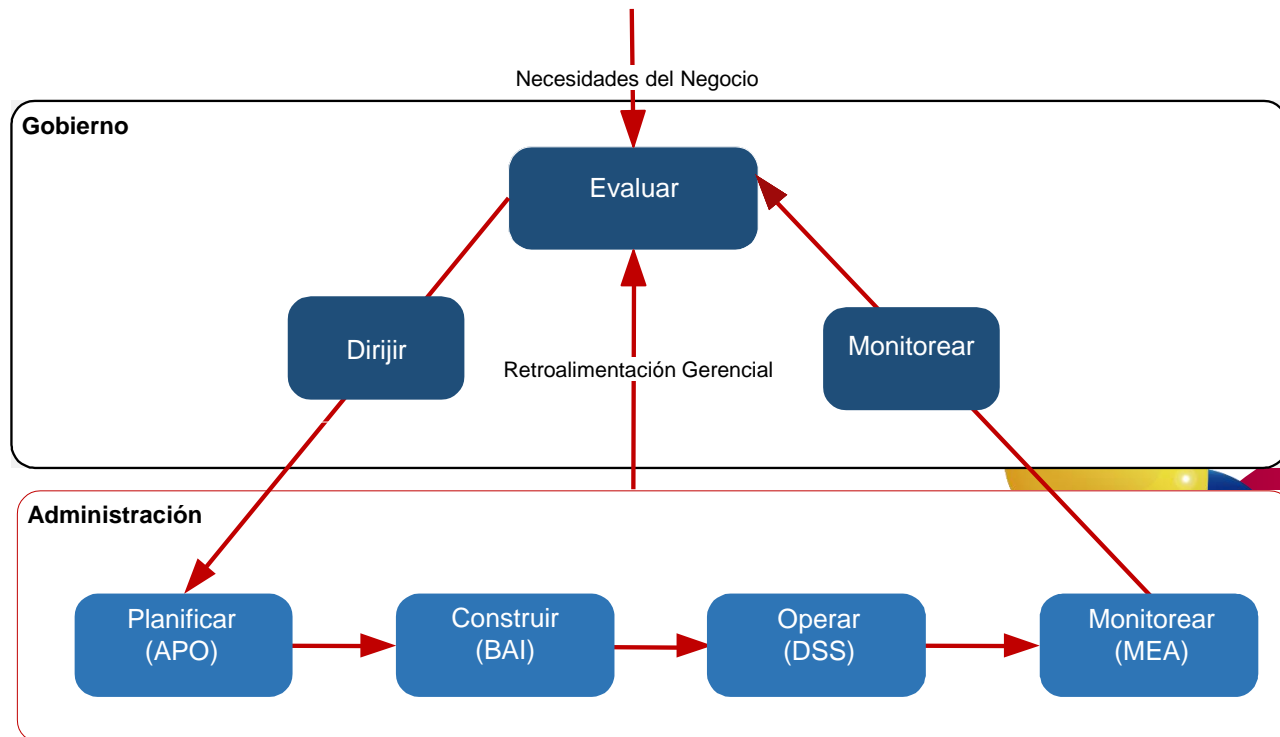 Necesidades del Negocio
Gobierno
Evaluar
Dirijir
Monitorear
Retroalimentación Gerencial
Administración
Planificar
(APO)
Construir
(BAI)
Operar
(DSS)
Monitorear
(MEA)